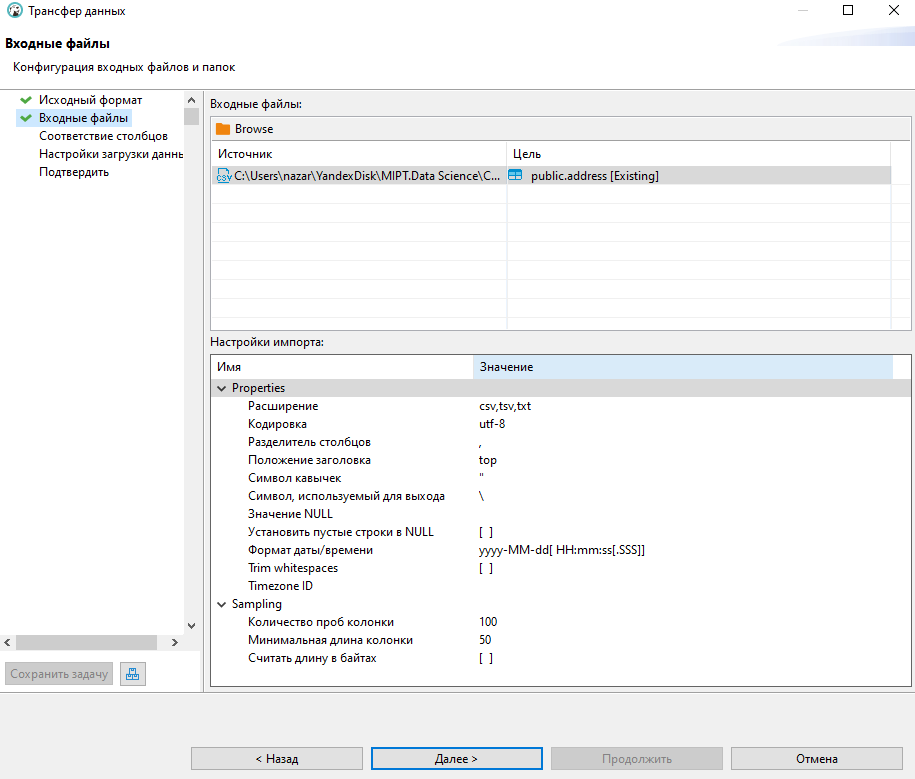 Трансфер данных
Входные файлы
Конфигурация входных файлов и папок
Исходный формат
Входные файлы
Соответствие столбцов
Настройки загрузки данны
Подтвердить
Сохранить задачу
Входные файлы:
Browse
Источник Цель
C:\Users\nazar\YandexDisk\MIPT.Data Science\C... public.address [Existing]
Настройки импорта:
Имя Значение
Properties
Расширение csv,tsv,txt
Кодировка utf-8
Разделитель столбцов ,
Положение заголовка top
Символ кавычек "
Символ, используемый для выхода \
Значение NULL
Установить пустые строки в NULL [ ]
Формат даты/времени yyyy-MM-dd[ HH:mm:ss[.SSS]]
Trim whitespaces [ ]
Timezone ID
Sampling
Количество проб колонки 100
Минимальная длина колонки 50
Считать длину в байтах [ ]
< Назад Далее > Продолжить Отмена